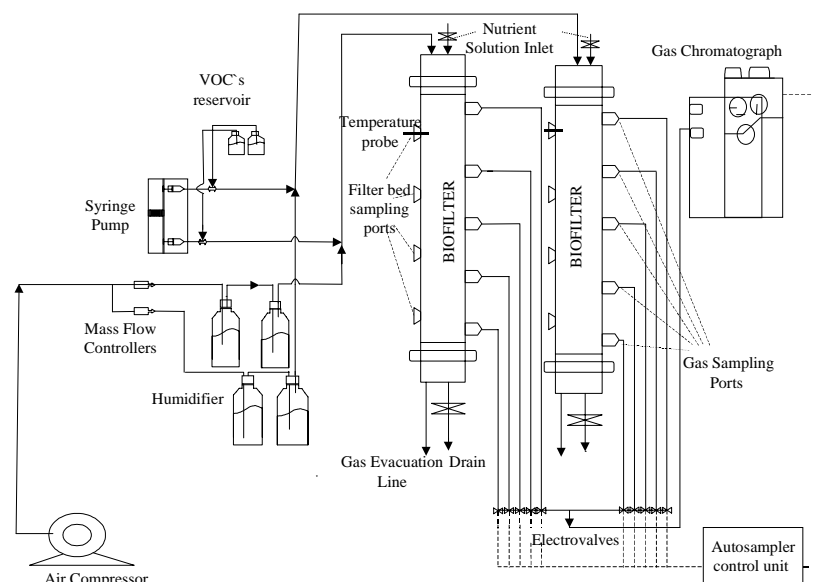 Nutrient
Solution Inlet
Gas Chromatograph
VOC`s
reservoir
Temperature
probe
Filter bed
sampling
ports
BIOFILTER
BIOFILTER
Syringe
Pump
Mass Flow
Controllers
Humidifier
Gas Sampling
Ports
Gas Evacuation Drain
Line
Electrovalves
Autosampler
control unit
Air Compressor